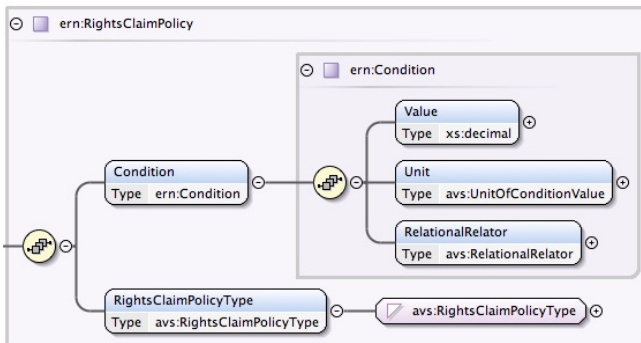 ern:RightsClaimPolicy
ern:Condition
Value
Type xs:decimal
Condition
Type ern:Condition
Unit
Type avs:UnitOfConditionValue
RelationalRelator
Type avs:RelationalRelator
RightsClaimPolicyType
Type avs:RightsClaimPolicyType
avs:RightsClaimPolicyType